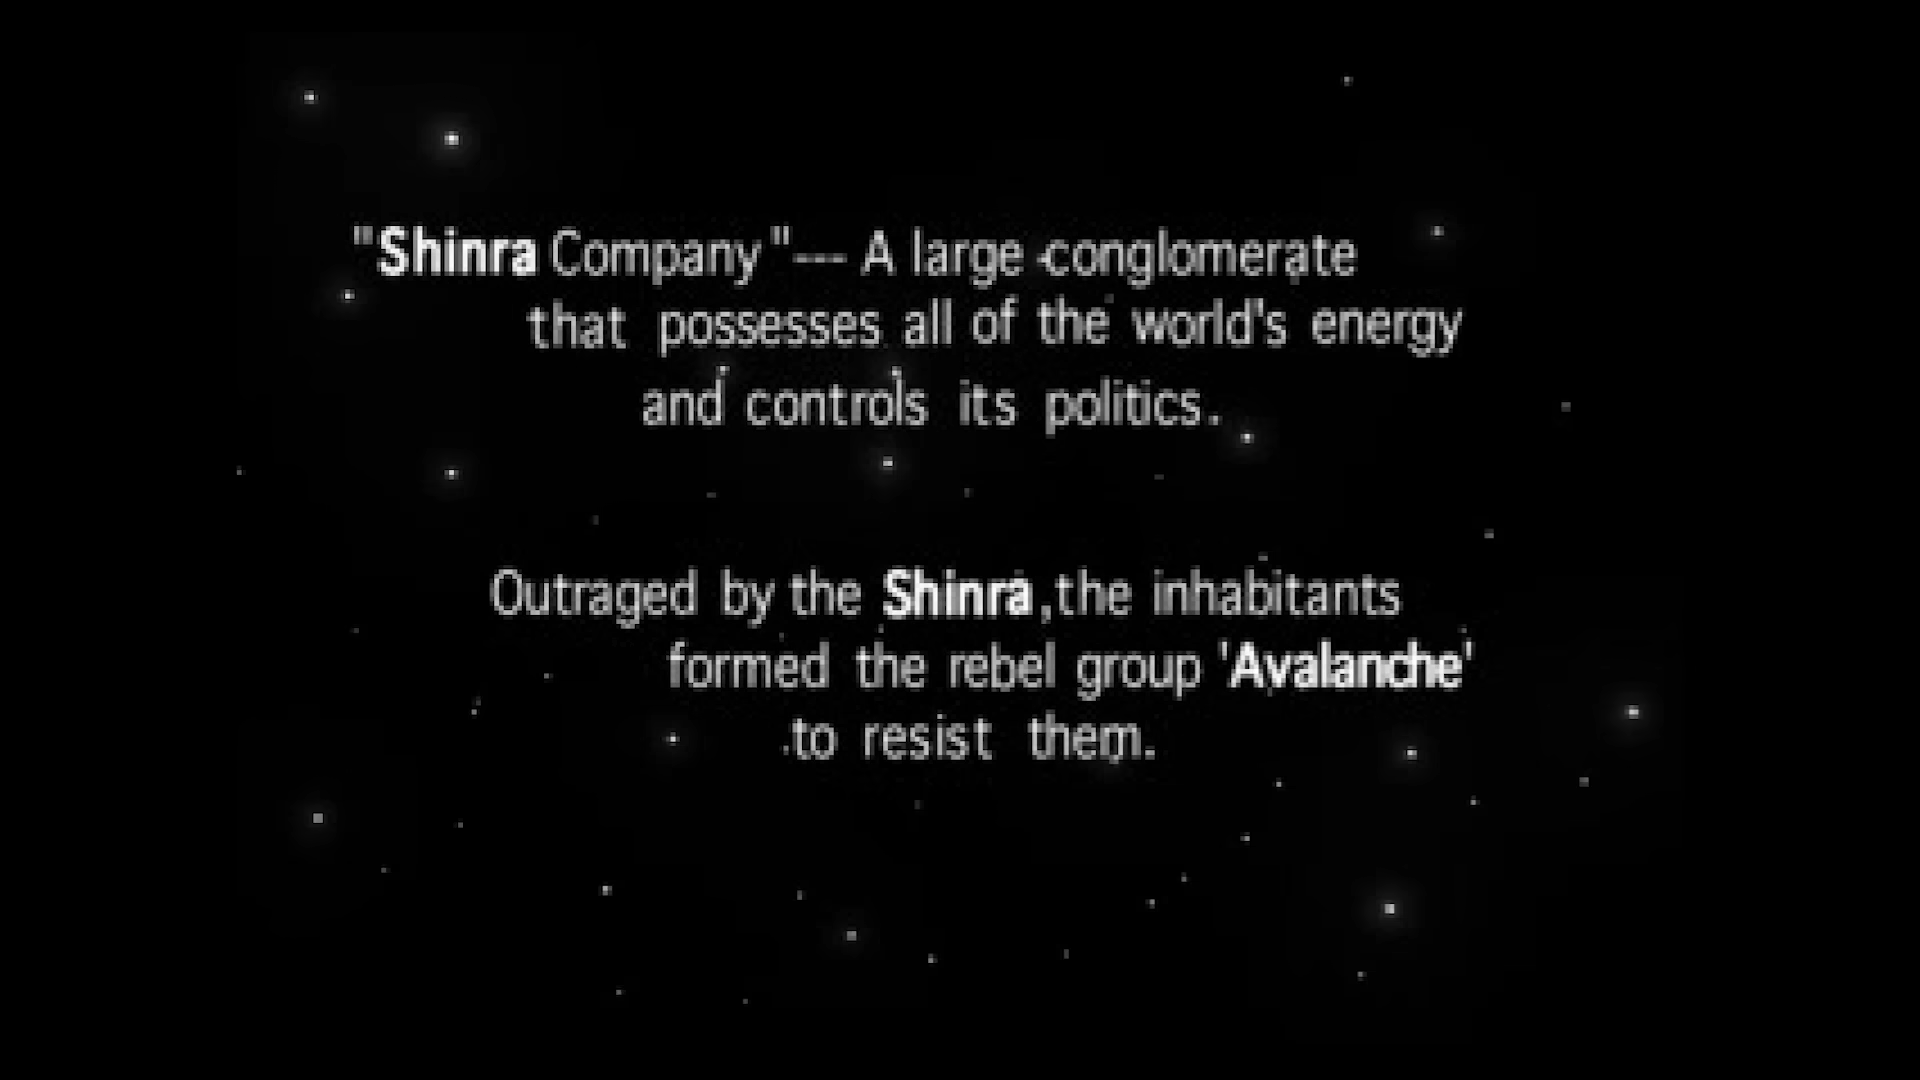 "Shinra Company"--- A large conglomerate
that possesses all of the world's energy
and controls its politics.
Outraged by the Shinra, the inhabitants
formed the rebel group 'Avalanche'
to resist them.